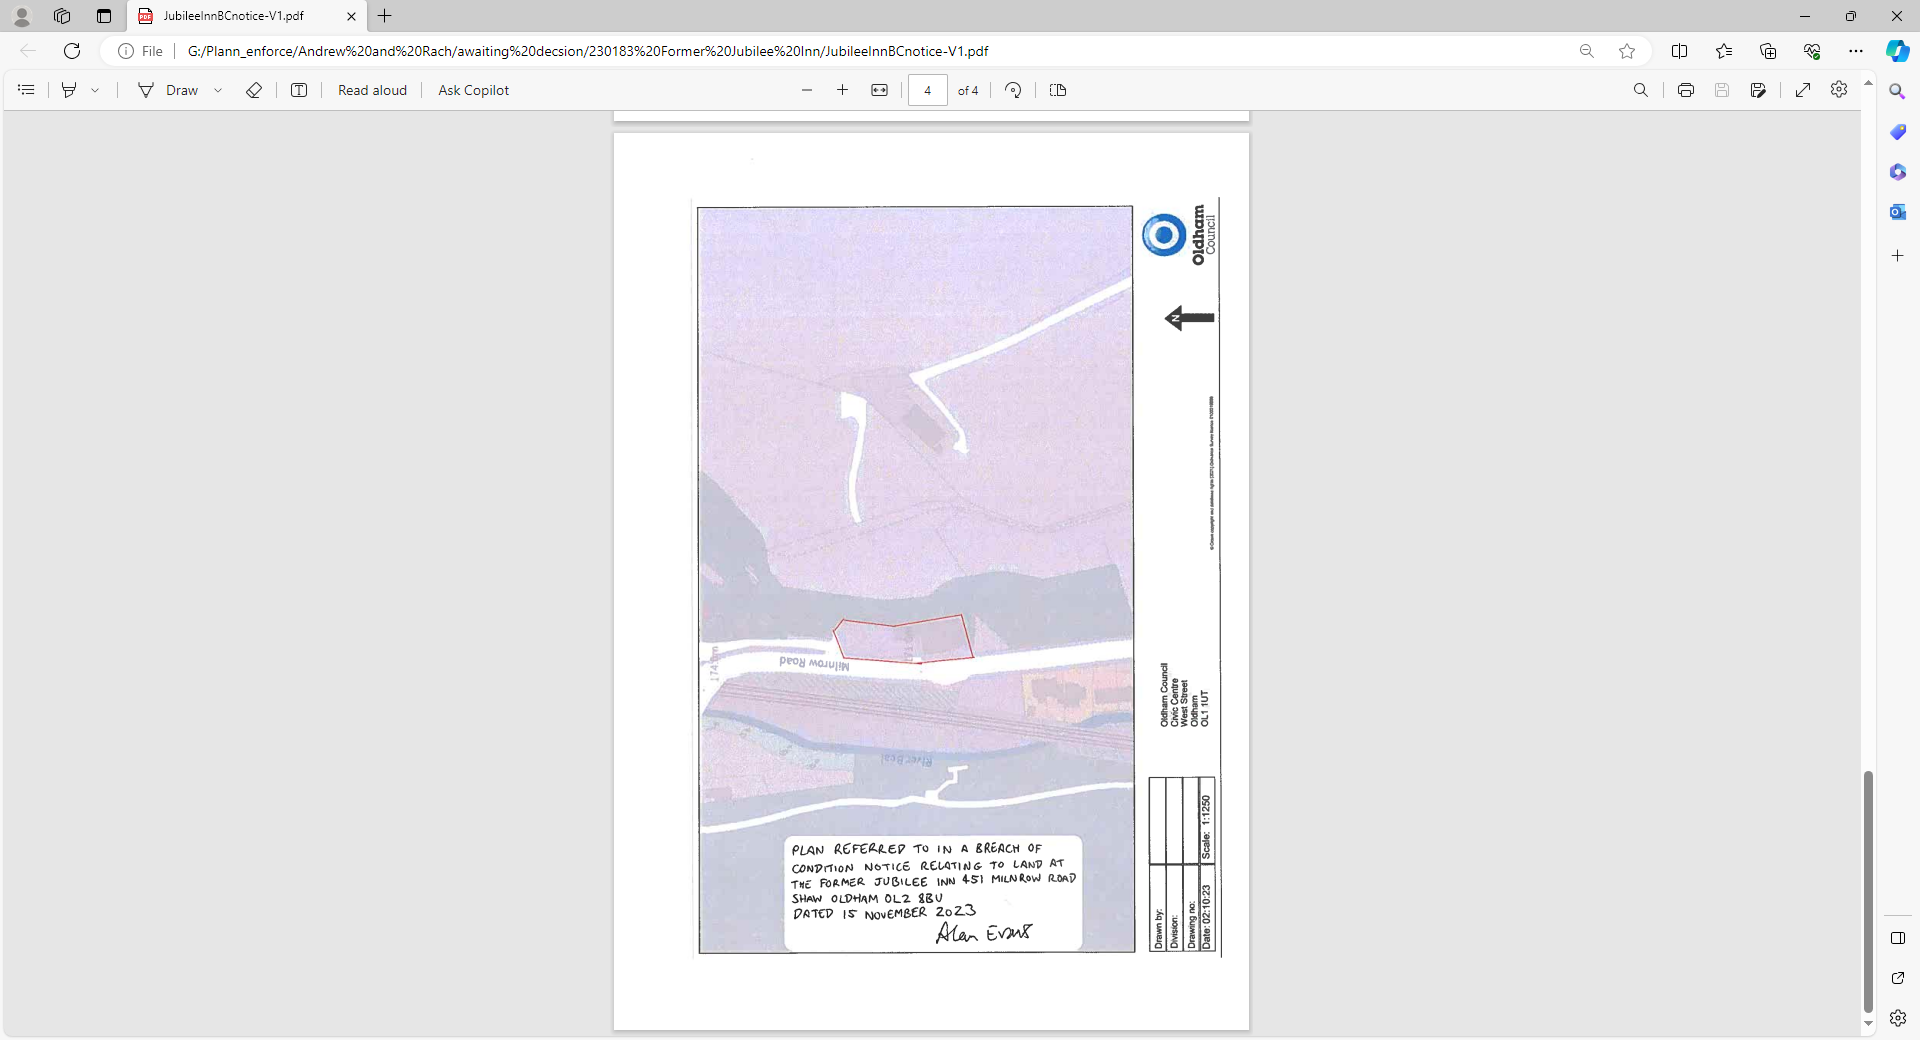 JubileeInnBCnotice-V1.pdf
File
G:/Plann_enforce/Andrew%20and%20Rach/awaiting%20decsion/230183%20Former%20Jubilee%20Inn/JubileeInnBCnotice-V1.pdf
Draw
Read aloud
Ask Copilot
4
of 4
Oldham
Council
N
Milnrow Road
River Beal
Oldham Council
Civic Centre
West Street
Oldham
OL1 1UT
Drawn by:
Division:
Drawing no:
Date: 02:10:23
Scale: 1:1250
PLAN REFERRED TO IN A BREACH OF
CONDITION NOTICE RELATING TO LAND AT
THE FORMER JUBILEE INN 451 MILNROW ROAD
SHAW OLDHAM OL2 8BU
DATED 15 NOVEMBER 2023
Alan Evans